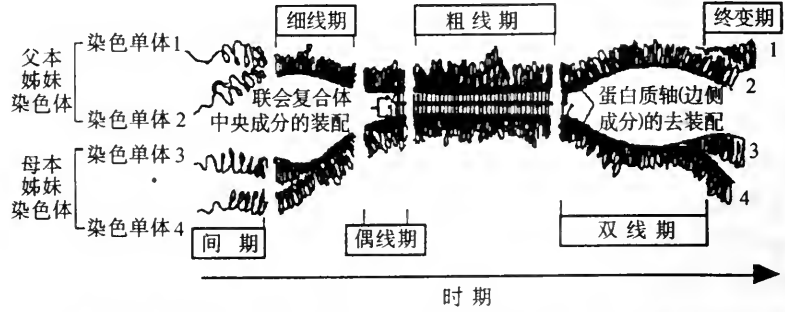 细线期
粗线期
终变期
父本
姊妹
染色体
染色单体1
染色单体2
联会复合体
中央成分的装配
蛋白质轴(边侧
成分)的去装配
1
2
母本
姊妹
染色体
染色单体3
染色单体4
3
4
间期
偶线期
双线期
时期